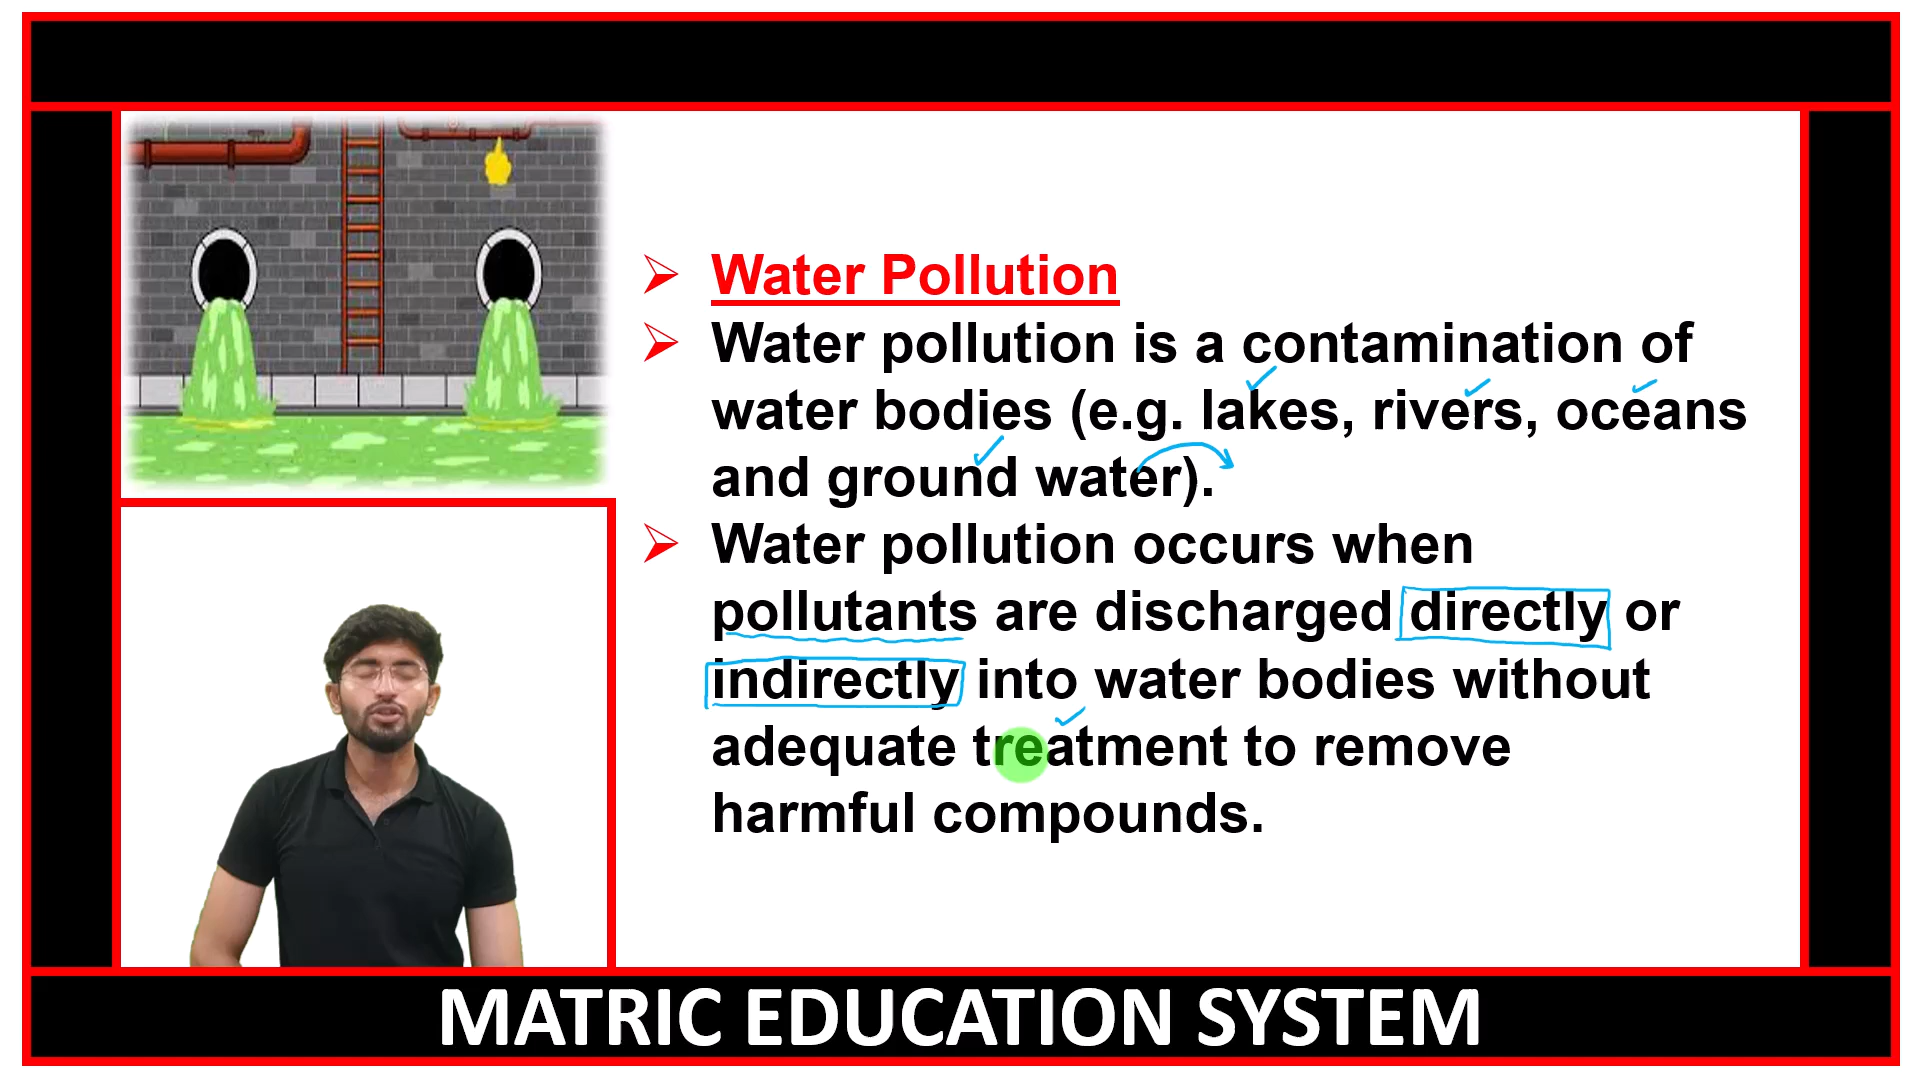 Water Pollution
Water pollution is a contamination of
water bodies (e.g. lakes, rivers, oceans
and ground water).
Water pollution occurs when
pollutants are discharged directly or
indirectly into water bodies without
adequate treatment to remove
harmful compounds.
MATRIC EDUCATION SYSTEM